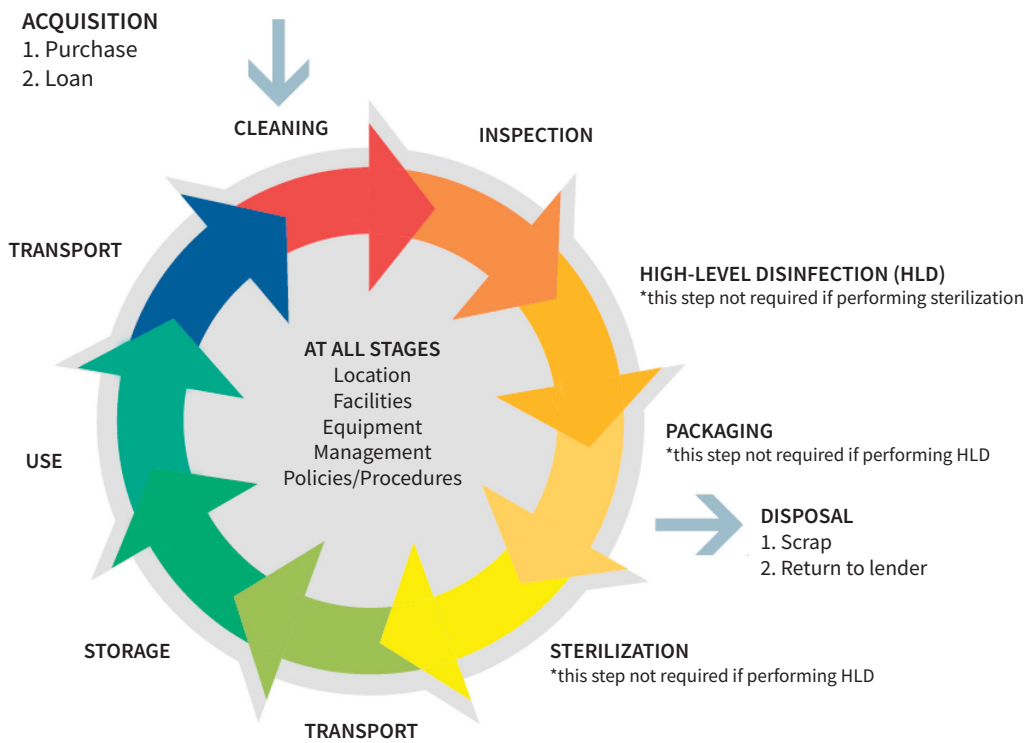 ACQUISITION
1. Purchase
2. Loan
CLEANING
INSPECTION
TRANSPORT
HIGH-LEVEL DISINFECTION (HLD)
*this step not required if performing sterilization
AT ALL STAGES
Location
Facilities
Equipment
Management
Policies/Procedures
PACKAGING
*this step not required if performing HLD
USE
DISPOSAL
1. Scrap
2. Return to lender
STORAGE
STERILIZATION
*this step not required if performing HLD
TRANSPORT